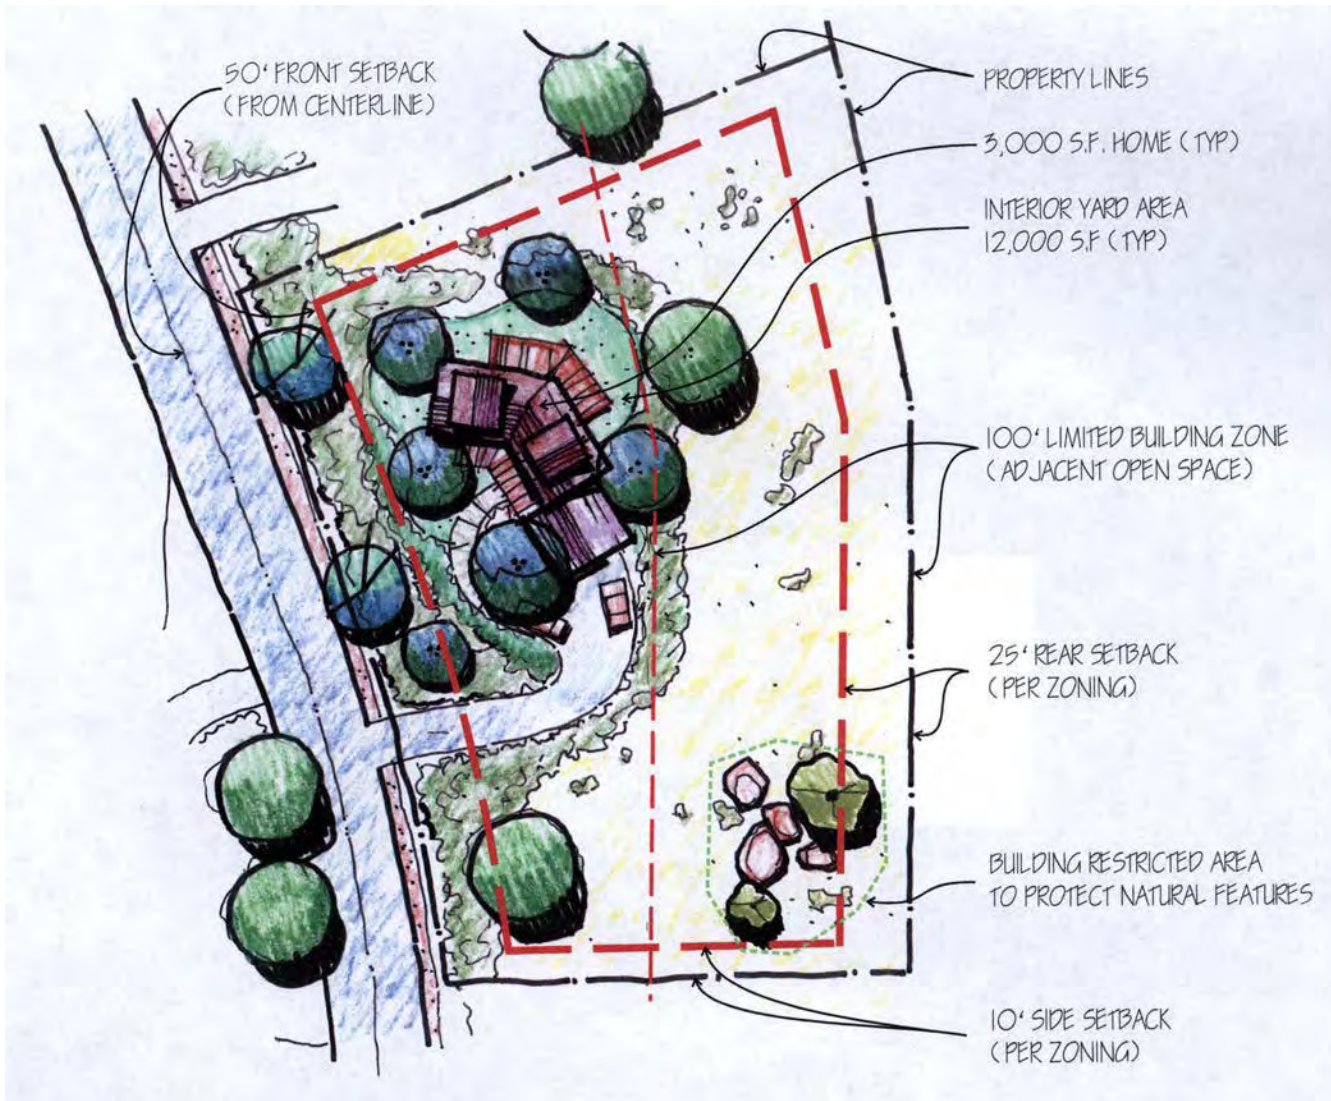 50' FRONT SETBACK
(FROM CENTERLINE)
PROPERTY LINES
3,000 S.F. HOME (TYP)
INTERIOR YARD AREA
12,000 S.F (TYP)
100' LIMITED BUILDING ZONE
(ADJACENT OPEN SPACE)
25' REAR SETBACK
(PER ZONING)
BUILDING RESTRICTED AREA
TO PROTECT NATURAL FEATURES
10' SIDE SETBACK
(PER ZONING)